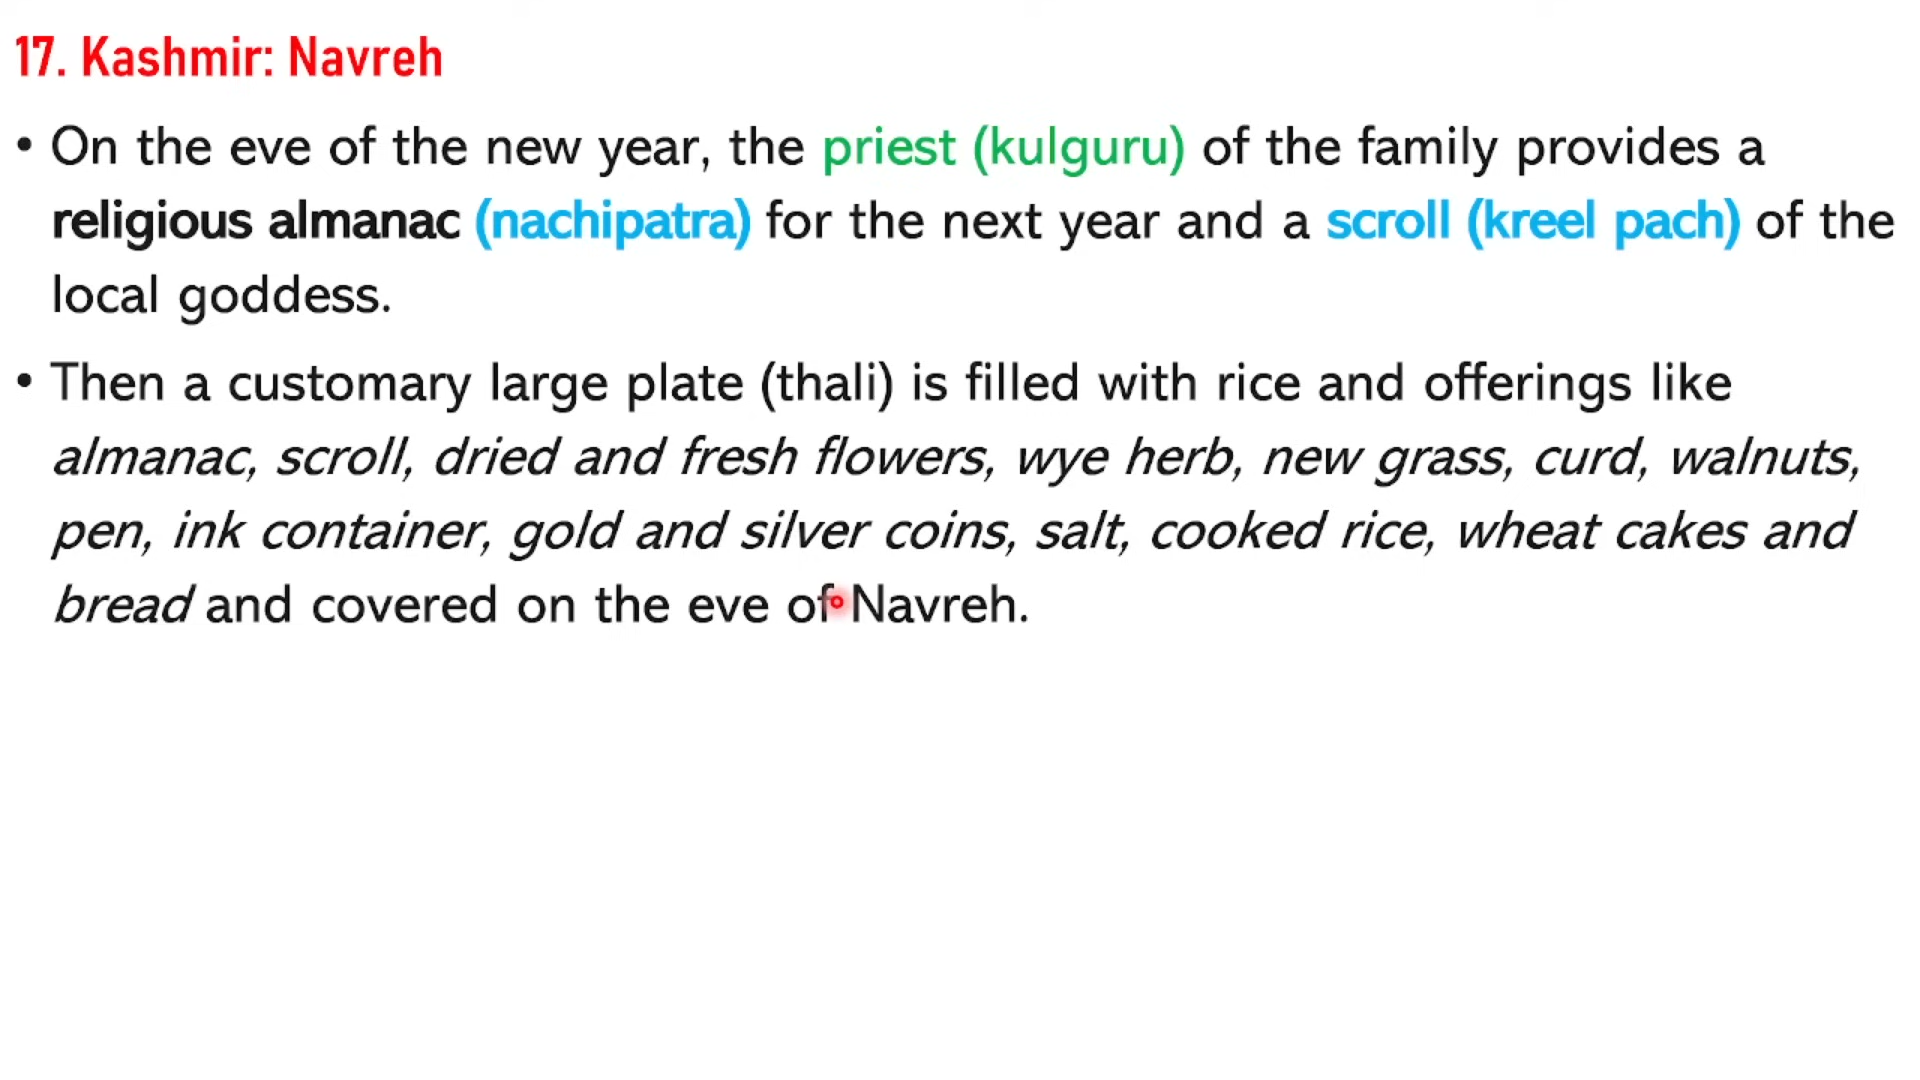 17. Kashmir: Navreh
• On the eve of the new year, the priest (kulguru) of the family provides a
religious almanac (nachipatra) for the next year and a scroll (kreel pach) of the
local goddess.
• Then a customary large plate (thali) is filled with rice and offerings like
almanac, scroll, dried and fresh flowers, wye herb, new grass, curd, walnuts,
pen, ink container, gold and silver coins, salt, cooked rice, wheat cakes and
bread and covered on the eve of Navreh.